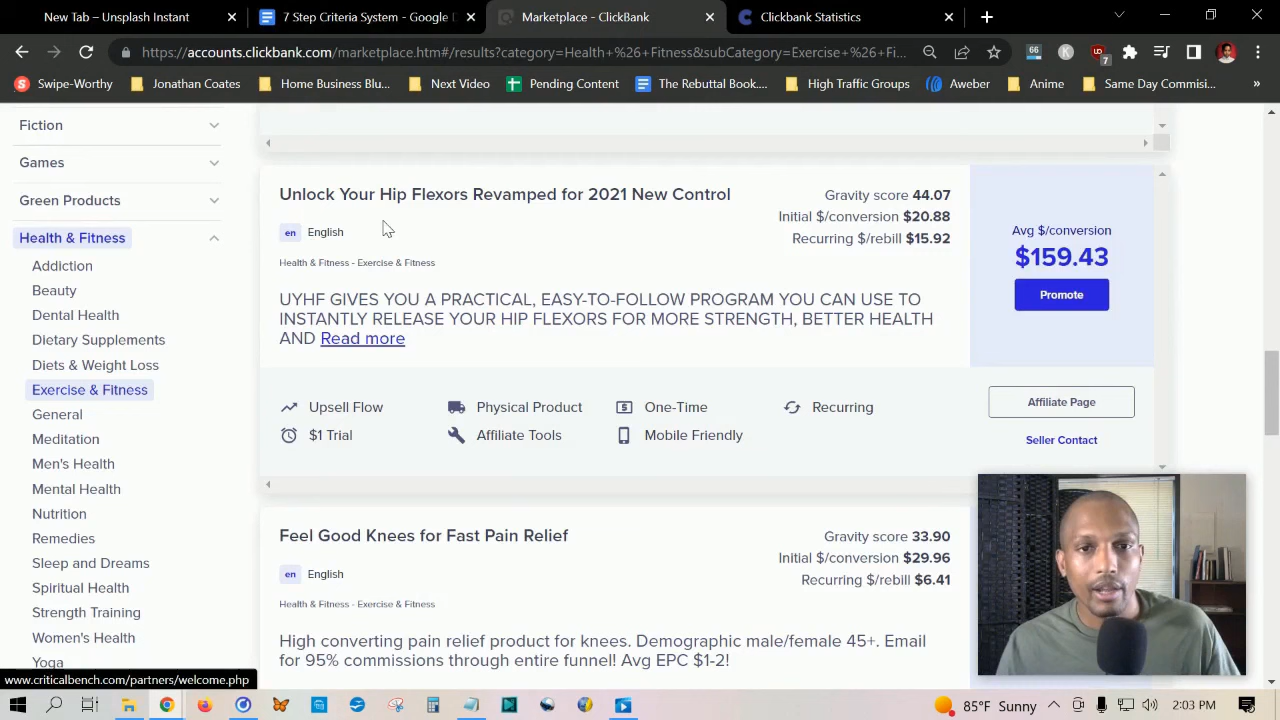 New Tab - Unsplash Instant
7 Step Criteria System - Google D
Marketplace - ClickBank
Clickbank Statistics
https://accounts.clickbank.com/marketplace.htm#/results?category=Health+%26+Fitness&subCategory=Exercise+%26+Fi...
66
7
Swipe-Worthy
Jonathan Coates
Home Business Blu...
Next Video
Pending Content
The Rebuttal Book....
High Traffic Groups
Aweber
Anime
Same Day Commisi...
»
Fiction
Games
Green Products
Health & Fitness
Addiction
Beauty
Dental Health
Dietary Supplements
Diets & Weight Loss
Exercise & Fitness
General
Meditation
Men's Health
Mental Health
Nutrition
Remedies
Sleep and Dreams
Spiritual Health
Strength Training
Women's Health
Yoga
Unlock Your Hip Flexors Revamped for 2021 New Control
en English
Health & Fitness - Exercise & Fitness
Gravity score 44.07
Initial $/conversion $20.88
Recurring $/rebill $15.92
Avg $/conversion
$159.43
Promote
UYHF GIVES YOU A PRACTICAL, EASY-TO-FOLLOW PROGRAM YOU CAN USE TO
INSTANTLY RELEASE YOUR HIP FLEXORS FOR MORE STRENGTH, BETTER HEALTH
AND Read more
Upsell Flow
Physical Product
One-Time
Recurring
$1 Trial
Affiliate Tools
Mobile Friendly
Affiliate Page
Seller Contact
Feel Good Knees for Fast Pain Relief
en English
Health & Fitness - Exercise & Fitness
Gravity score 33.90
Initial $/conversion $29.96
Recurring $/rebill $6.41
High converting pain relief product for knees. Demographic male/female 45+. Email
for 95% commissions through entire funnel! Avg EPC $1-2!
www.criticalbench.com/partners/welcome.php
85°F Sunny
2:03 PM